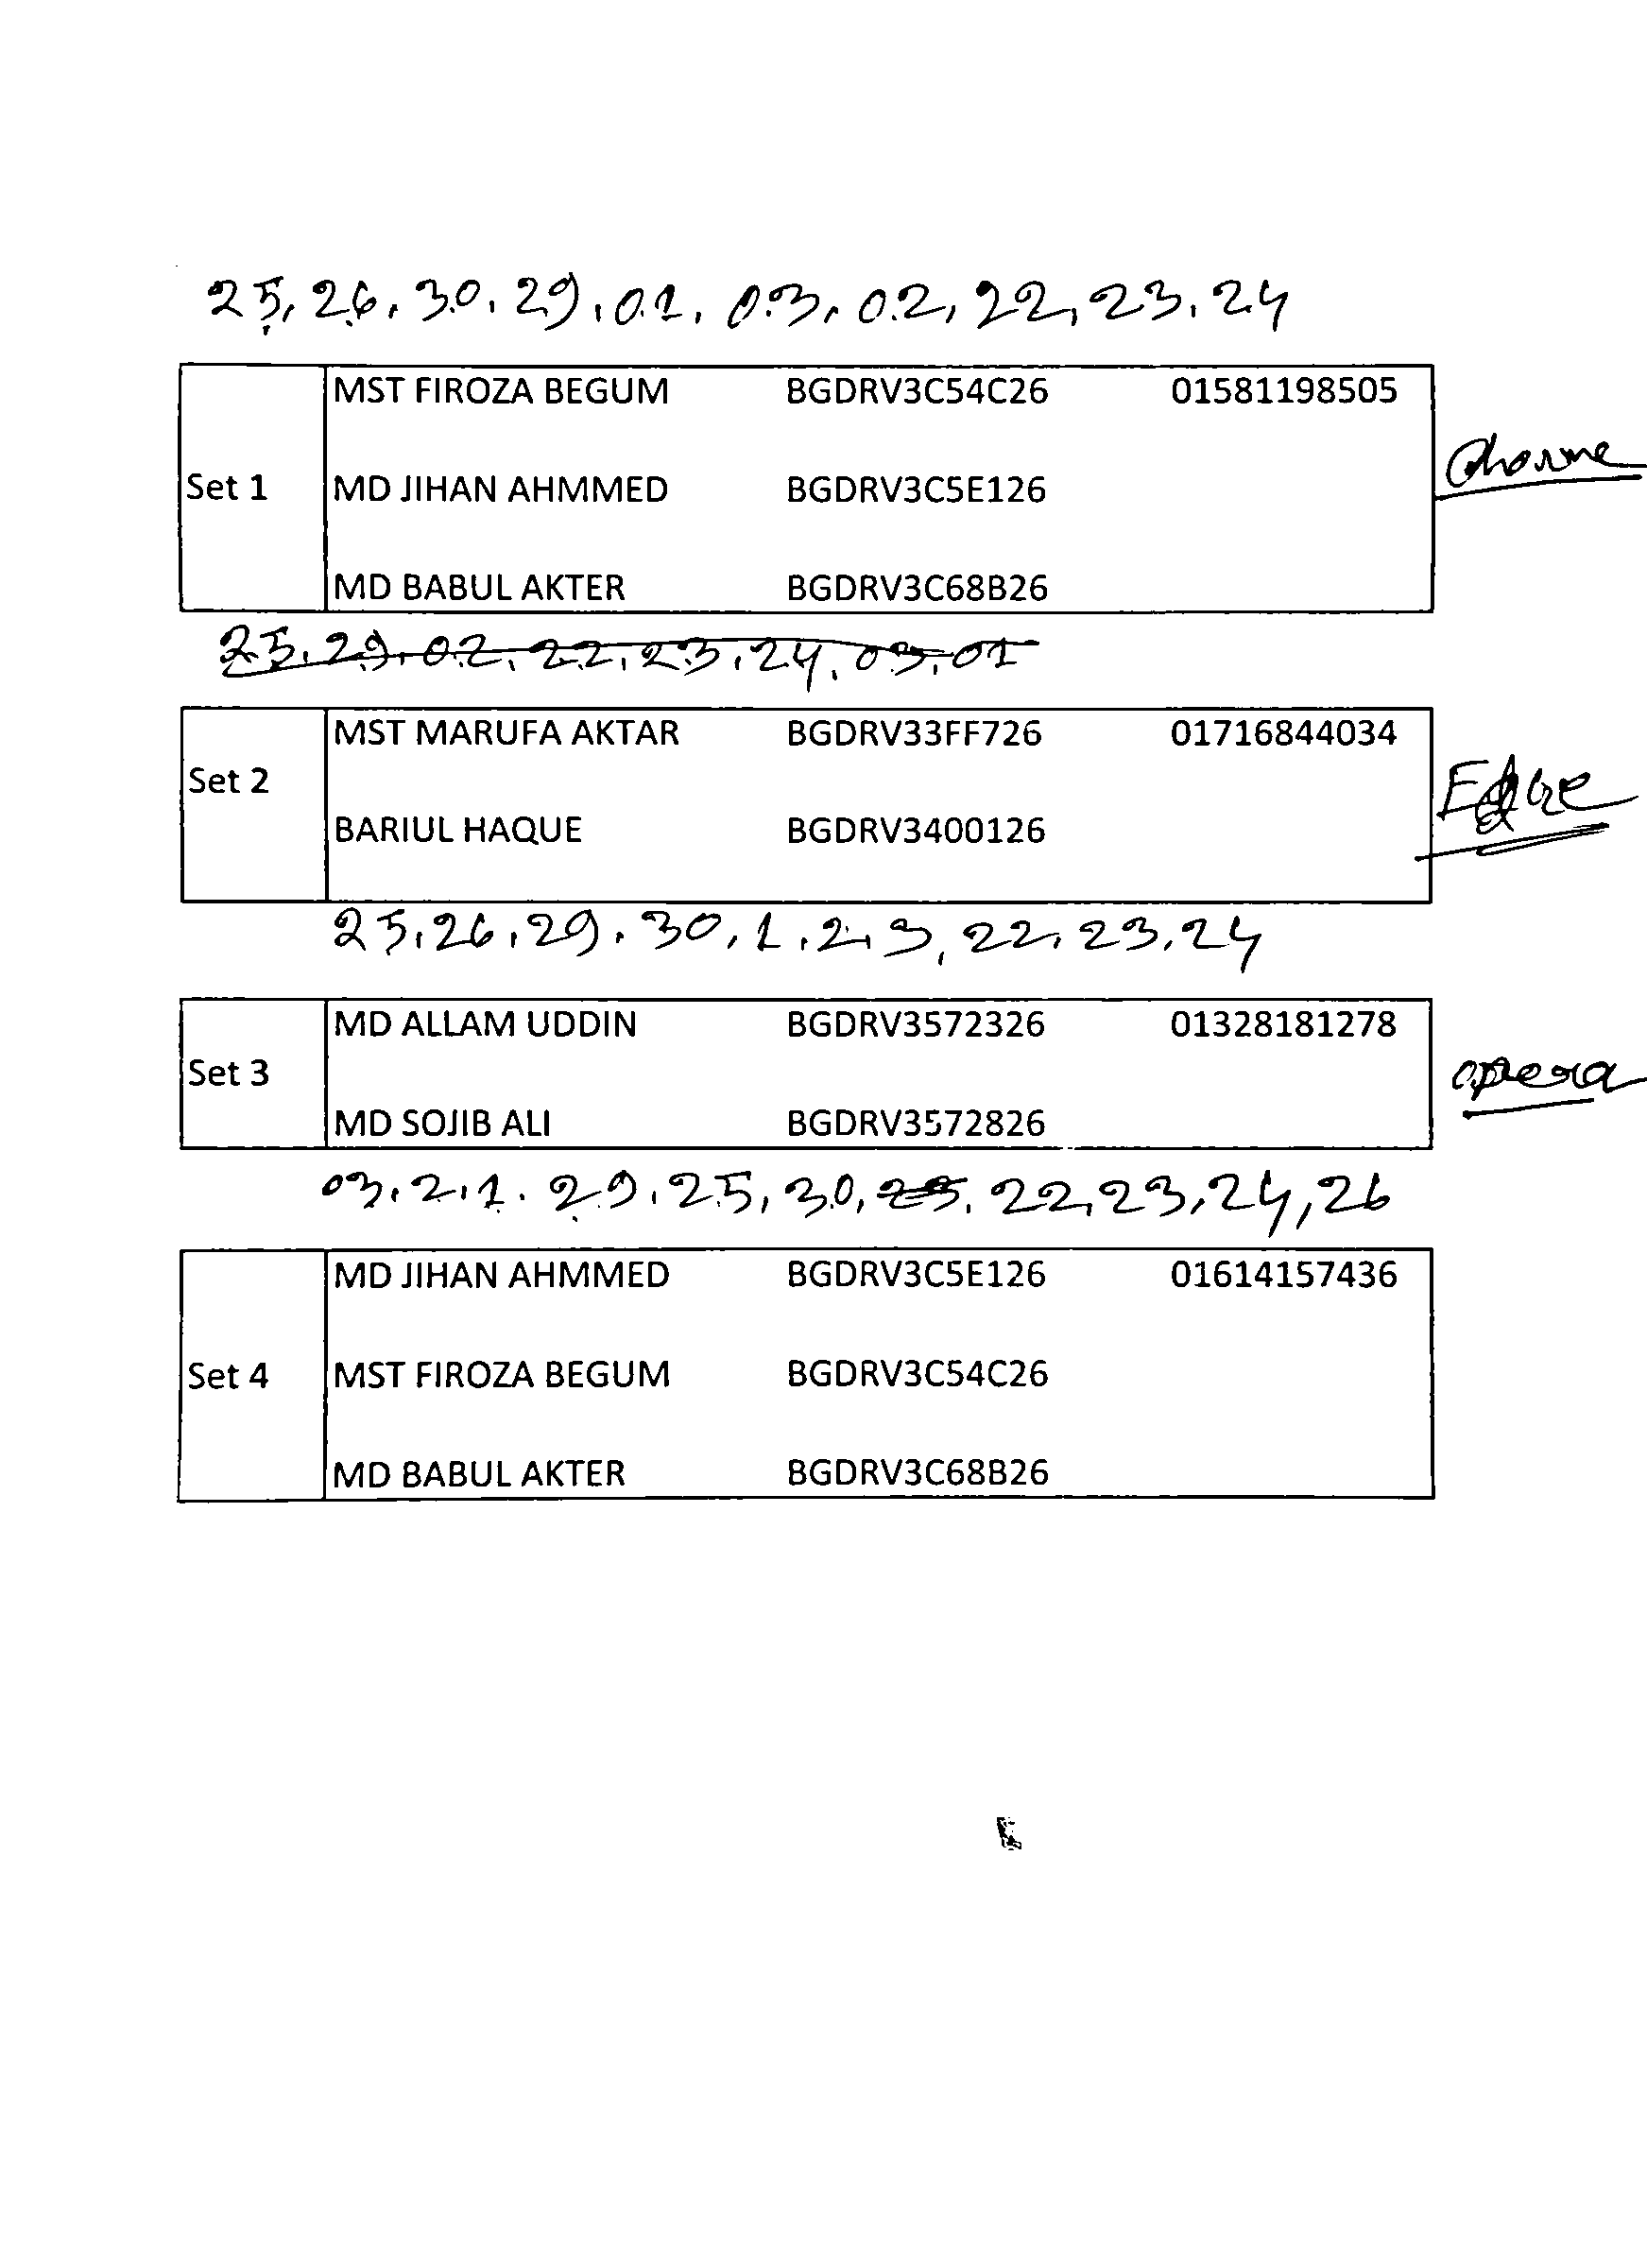 25, 26, 30, 29, 01, 03, 02, 22, 23, 24
MST FIROZA BEGUM BGDRV3C54C26 01581198505
Set 1 MD JIHAN AHMMED BGDRV3C5E126
MD BABUL AKTER BGDRV3C68B26
25, 29, 02, 22, 23, 24, 03, 01
MST MARUFA AKTAR BGDRV33FF726 01716844034
Set 2
BARIUL HAQUE BGDRV3400126
25, 26, 29, 30, 1, 2, 3, 22, 23, 24
MD ALLAM UDDIN BGDRV3572326 01328181278
Set 3 opera
MD SOJIB ALI BGDRV3572826
03, 2, 1, 29, 25, 30, 22, 23, 24, 26
MD JIHAN AHMMED BGDRV3C5E126 01614157436
Set 4 MST FIROZA BEGUM BGDRV3C54C26
MD BABUL AKTER BGDRV3C68B26